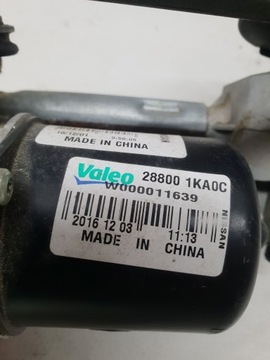 MADE IN CHINA
Valeo 28800 1KA0C
W000011639
2016 12 03 11:13
MADE IN CHINA
NISSAN